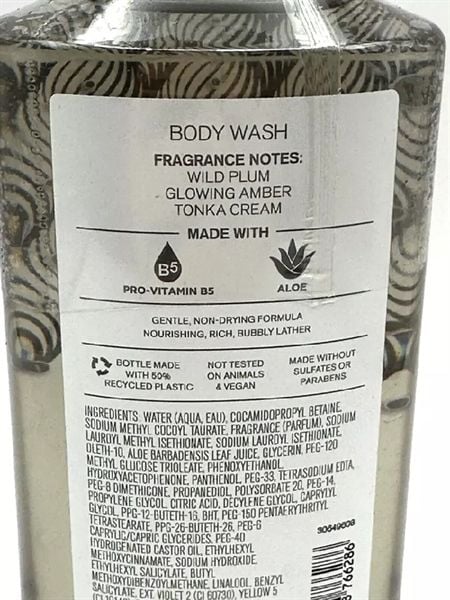 BODY WASH
FRAGRANCE NOTES:
WILD PLUM
GLOWING AMBER
TONKA CREAM
MADE WITH
B5
PRO-VITAMIN B5
ALOE
GENTLE, NON-DRYING FORMULA
NOURISHING, RICH, BUBBLY LATHER
BOTTLE MADE
WITH 50%
RECYCLED PLASTIC
NOT TESTED
ON ANIMALS
& VEGAN
MADE WITHOUT
SULFATES OR
PARABENS
INGREDIENTS: WATER (AQUA, EAU), COCAMIDOPROPYL BETAINE,
SODIUM METHYL COCOYL TAURATE, FRAGRANCE (PARFUM), SODIUM
LAUROYL METHYL ISETHIONATE, SODIUM LAUROYL ISETHIONATE,
OLETH-10, ALOE BARBADENSIS LEAF JUICE, GLYCERIN, PEG-120
METHYL GLUCOSE TRIOLEATE, PHENOXYETHANOL,
HYDROXYACETOPHENONE, PANTHENOL, PEG-33, TETRASODIUM EDTA,
PEG-8 DIMETHICONE, PROPANEDIOL, POLYSORBATE 20, PEG-14,
PROPYLENE GLYCOL, CITRIC ACID, DECYLENE GLYCOL, CAPRYLYL
GLYCOL, PPG-12-BUTETH-16, BHT, PEG-150 PENTAERYTHRITYL
TETRASTEARATE, PPG-26-BUTETH-26, PEG-6
CAPRYLIC/CAPRIC GLYCERIDES, PEG-40
HYDROGENATED CASTOR OIL, ETHYLHEXYL
METHOXYCINNAMATE, SODIUM HYDROXIDE,
ETHYLHEXYL SALICYLATE, BUTYL
METHOXYDIBENZOYLMETHANE, LINALOOL, BENZYL
SALICYLATE, EXT. VIOLET 2 (CI 60730), YELLOW 5
30649608
766286